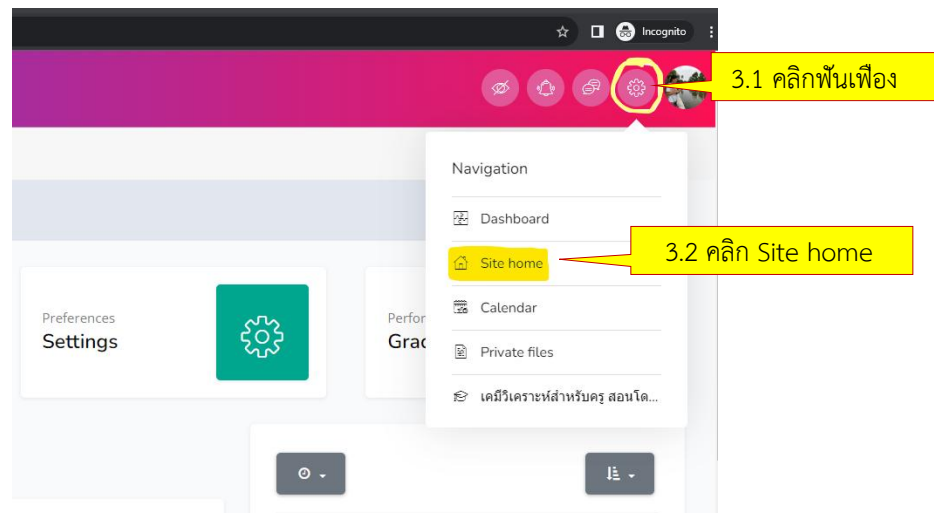 Incognito
3.1 คลิกฟันเฟือง
Navigation
Dashboard
3.2 คลิก Site home
Site home
Calendar
Private files
เคมีวิเคราะห์สำหรับครู สอนโด...
Preferences
Settings
Perfor
Grad